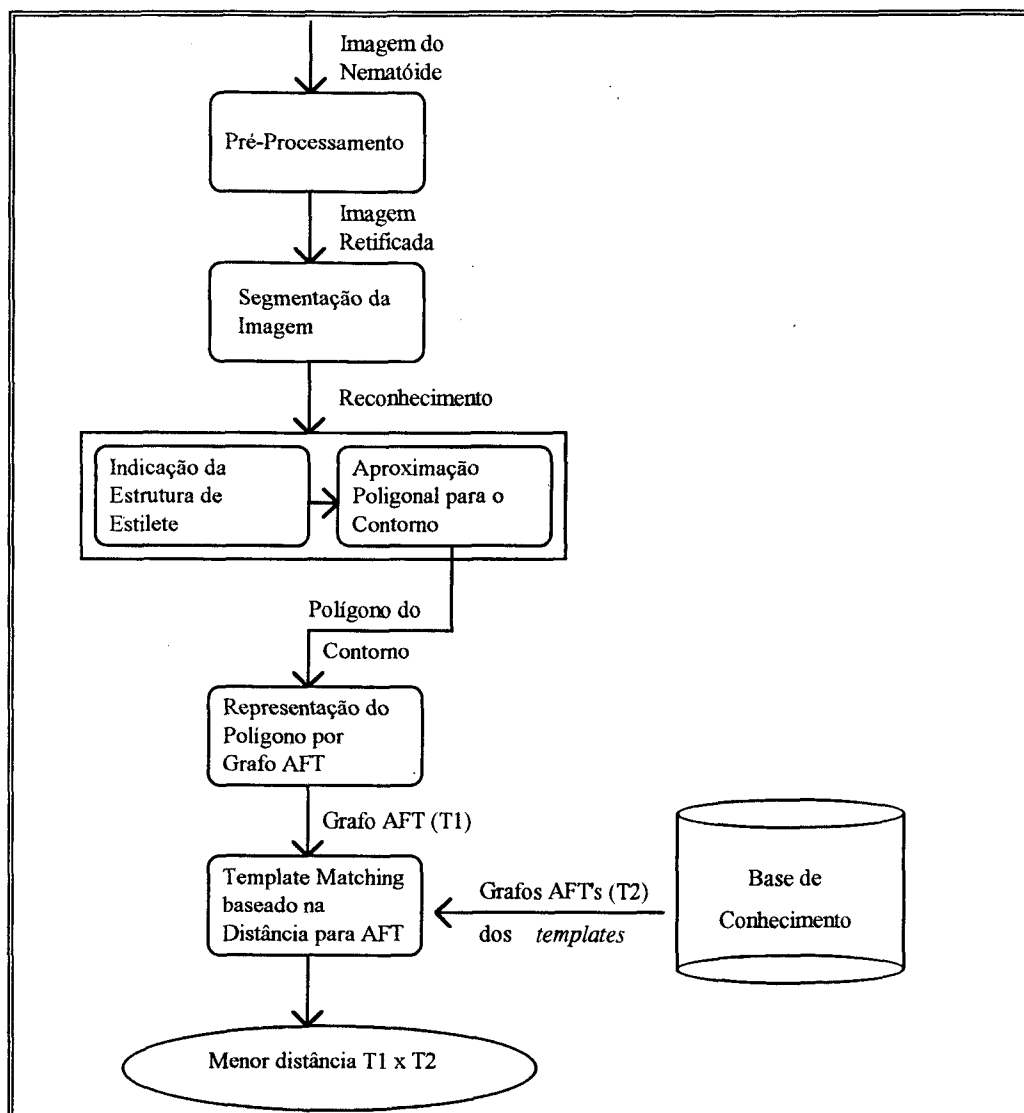 Imagem do
Nematóide
Pré-Processamento
Imagem
Retificada
Segmentação da
Imagem
Reconhecimento
Indicação da
Estrutura de
Estilete
Aproximação
Poligonal para o
Contorno
Polígono do
Contorno
Representação do
Polígono por
Grafo AFT
Grafo AFT (T1)
Template Matching
baseado na
Distância para AFT
Grafos AFT's (T2)
dos templates
Base de
Conhecimento
Menor distância T1 x T2